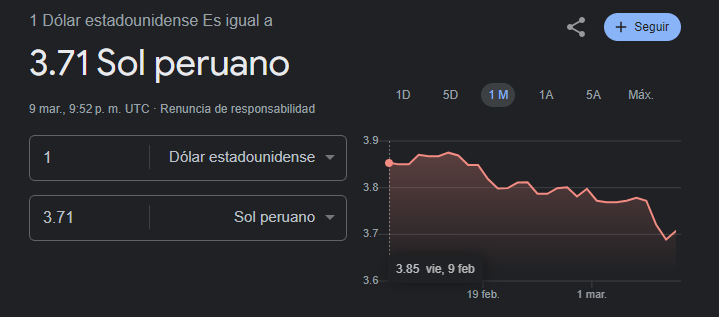 1 Dólar estadounidense Es igual a
3.71 Sol peruano
9 mar., 9:52 p. m. UTC · Renuncia de responsabilidad
Seguir
1 Dólar estadounidense
3.71 Sol peruano
1D 5D 1 M 1A 5A Máx.
3.9
3.8
3.7
3.6
3.85 vie, 9 feb
19 feb. 1 mar.